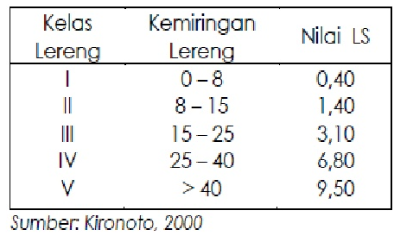 Kelas Lereng Kemiringan Lereng Nilai LS
I 0 – 8 0,40
II 8 – 15 1,40
III 15 – 25 3,10
IV 25 – 40 6,80
V > 40 9,50
Sumber: Kironoto, 2000